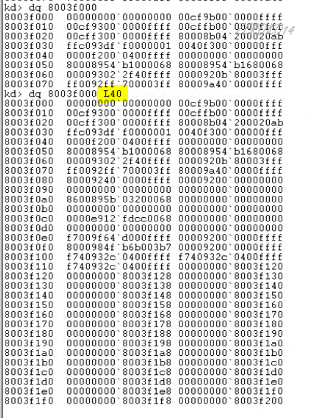 kd> dq 8003f000
8003f000 00000000`00000000 00cf9b00`0000ffff
8003f010 00cf9300`0000ffff 00cffb00`0000ffff
8003f020 00cff300`0000ffff 80008b04`200020ab
8003f030 ffc093df`f0000001 0040f300`00000fff
8003f040 0000f200`0400ffff 00000000`00000000
8003f050 80008954`b1000068 80008954`b1680068
8003f060 00009302`2f40ffff 0000920b`80003fff
8003f070 ff0092ff`700003ff 80009a40`0000ffff
kd> dq 8003f000 L40
8003f000 00000000`00000000 00cf9b00`0000ffff
8003f010 00cf9300`0000ffff 00cffb00`0000ffff
8003f020 00cff300`0000ffff 80008b04`200020ab
8003f030 ffc093df`f0000001 0040f300`00000fff
8003f040 0000f200`0400ffff 00000000`00000000
8003f050 80008954`b1000068 80008954`b1680068
8003f060 00009302`2f40ffff 0000920b`80003fff
8003f070 ff0092ff`700003ff 80009a40`0000ffff
8003f080 80009240`0000ffff 00009200`00000000
8003f090 00000000`00000000 00000000`00000000
8003f0a0 8600895b`03200068 00000000`00000000
8003f0b0 00000000`00000000 00000000`00000000
8003f0c0 0000e912`fdcc0068 00000000`00000000
8003f0d0 00000000`00000000 00000000`00000000
8003f0e0 f7009f64`d000ffff 00009200`0000ffff
8003f0f0 8000984f`b6b003b7 00009200`0000ffff
8003f100 f740932c`0400ffff f740932c`0400ffff
8003f110 f740932c`0400ffff 00000000`8003f120
8003f120 00000000`8003f128 00000000`8003f130
8003f130 00000000`8003f138 00000000`8003f140
8003f140 00000000`8003f148 00000000`8003f150
8003f150 00000000`8003f158 00000000`8003f160
8003f160 00000000`8003f168 00000000`8003f170
8003f170 00000000`8003f178 00000000`8003f180
8003f180 00000000`8003f188 00000000`8003f190
8003f190 00000000`8003f198 00000000`8003f1a0
8003f1a0 00000000`8003f1a8 00000000`8003f1b0
8003f1b0 00000000`8003f1b8 00000000`8003f1c0
8003f1c0 00000000`8003f1c8 00000000`8003f1d0
8003f1d0 00000000`8003f1d8 00000000`8003f1e0
8003f1e0 00000000`8003f1e8 00000000`8003f1f0
8003f1f0 00000000`8003f1f8 00000000`8003f200